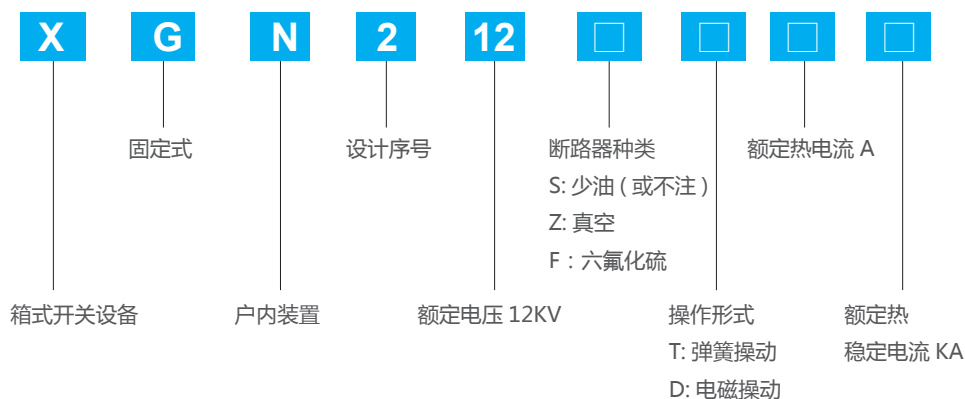 X G N 2 12 □ □ □ □
固定式
设计序号
断路器种类
S: 少油 ( 或不注 )
Z: 真空
F：六氟化硫
额定热电流 A
箱式开关设备
户内装置
额定电压 12KV
操作形式
T: 弹簧操动
D: 电磁操动
额定热
稳定电流 KA